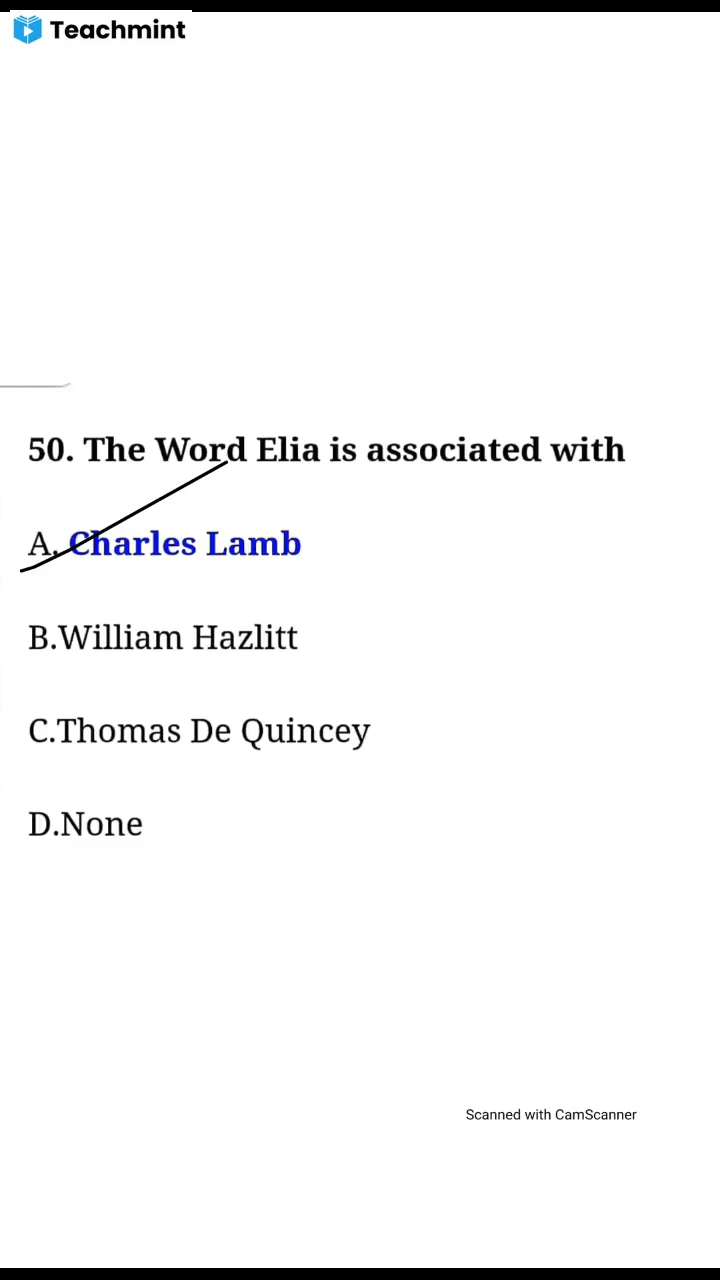 Teachmint
50. The Word Elia is associated with
A. Charles Lamb
B.William Hazlitt
C.Thomas De Quincey
D.None
Scanned with CamScanner